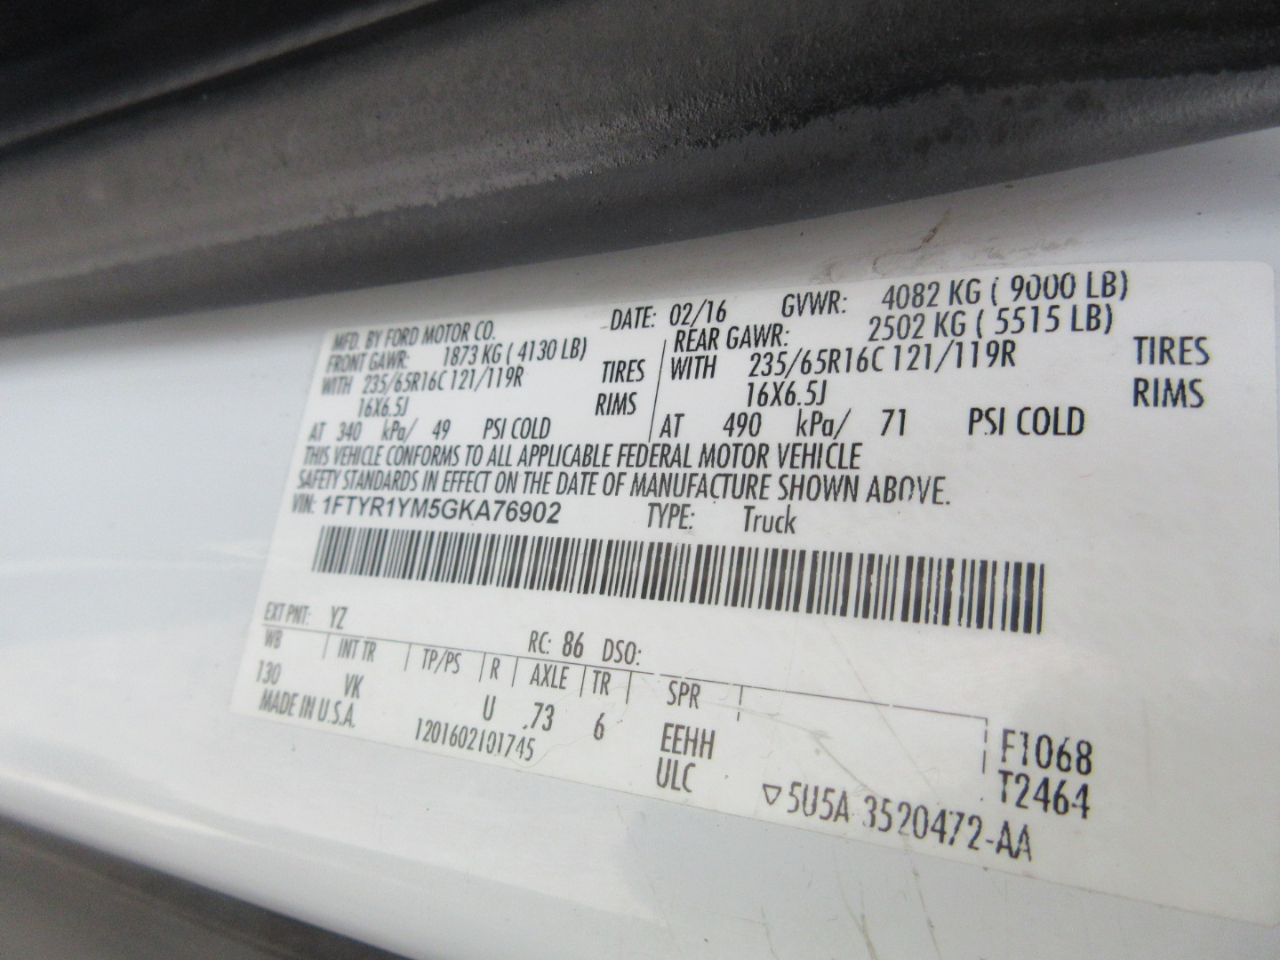 MFD. BY FORD MOTOR CO. DATE: 02/16 GVWR: 4082 KG ( 9000 LB)
FRONT GAWR: 1873 KG ( 4130 LB) REAR GAWR: 2502 KG ( 5515 LB)
WITH 235/65R16C 121/119R TIRES WITH 235/65R16C 121/119R TIRES
16X6.5J RIMS 16X6.5J RIMS
AT 340 kPa/ 49 PSI COLD AT 490 kPa/ 71 PSI COLD
THIS VEHICLE CONFORMS TO ALL APPLICABLE FEDERAL MOTOR VEHICLE
SAFETY STANDARDS IN EFFECT ON THE DATE OF MANUFACTURE SHOWN ABOVE.
VIN: 1FTYR1YM5GKA76902 TYPE: Truck
EXT PNT: YZ RC: 86 DSO:
WB INT TR TP/PS R AXLE TR SPR
130 VK U .73 6 EEHH F1068
MADE IN U.S.A. 1201602101745 ULC T2464
▽5U5A 3520472-AA